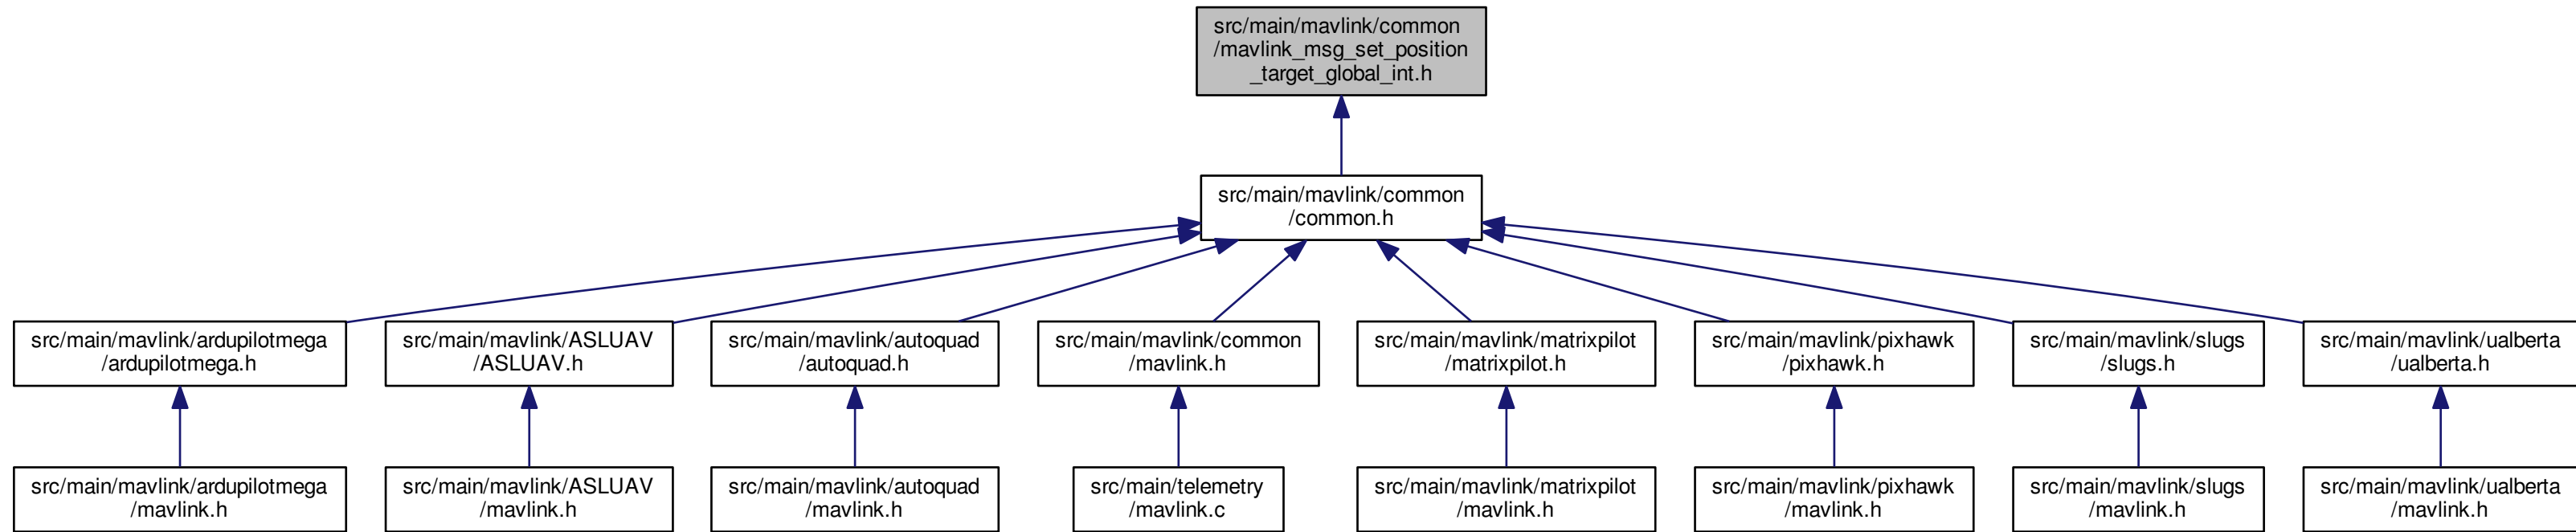 src/main/mavlink/common
/mavlink_msg_set_position
_target_global_int.h
src/main/mavlink/common
/common.h
src/main/mavlink/ardupilotmega
/ardupilotmega.h
src/main/mavlink/ASLUAV
/ASLUAV.h
src/main/mavlink/autoquad
/autoquad.h
src/main/mavlink/common
/mavlink.h
src/main/mavlink/matrixpilot
/matrixpilot.h
src/main/mavlink/pixhawk
/pixhawk.h
src/main/mavlink/slugs
/slugs.h
src/main/mavlink/ualberta
/ualberta.h
src/main/mavlink/ardupilotmega
/mavlink.h
src/main/mavlink/ASLUAV
/mavlink.h
src/main/mavlink/autoquad
/mavlink.h
src/main/telemetry
/mavlink.c
src/main/mavlink/matrixpilot
/mavlink.h
src/main/mavlink/pixhawk
/mavlink.h
src/main/mavlink/slugs
/mavlink.h
src/main/mavlink/ualberta
/mavlink.h